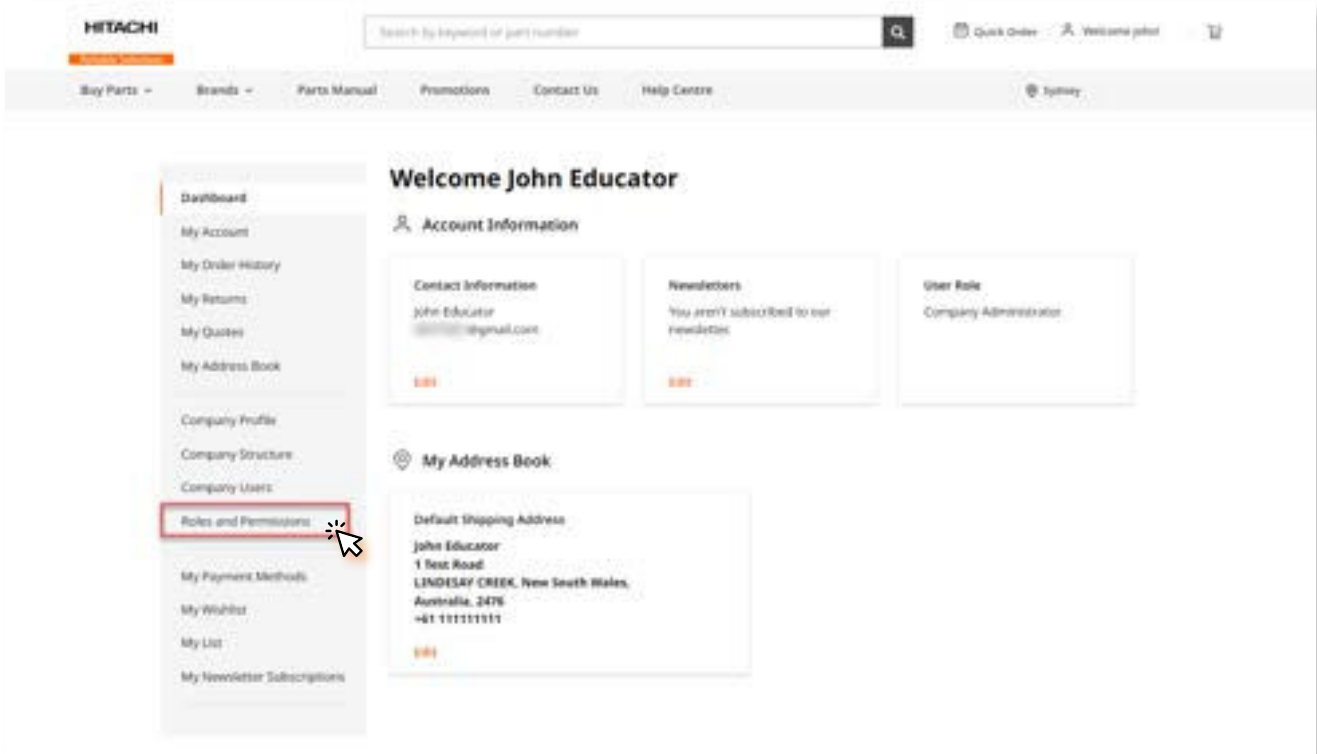 HITACHI
Reliable Solutions
Search by keyword or part number
Quick Order
Welcome John!
Buy Parts
Brands
Parts Manual
Promotions
Contact Us
Help Centre
Sydney
Dashboard
My Account
My Order History
My Returns
My Quotes
My Address Book
Company Profile
Company Structure
Company Users
Roles and Permissions
My Payment Methods
My Wishlist
My List
My Newsletter Subscriptions
Welcome John Educator
Account Information
Contact Information
John Educator
@gmail.com
Edit
Newsletters
You aren't subscribed to our
newsletter.
Edit
User Role
Company Administrator
My Address Book
Default Shipping Address
John Educator
1 Test Road
LINDESAY CREEK, New South Wales,
Australia, 2476
+61 111111111
Edit